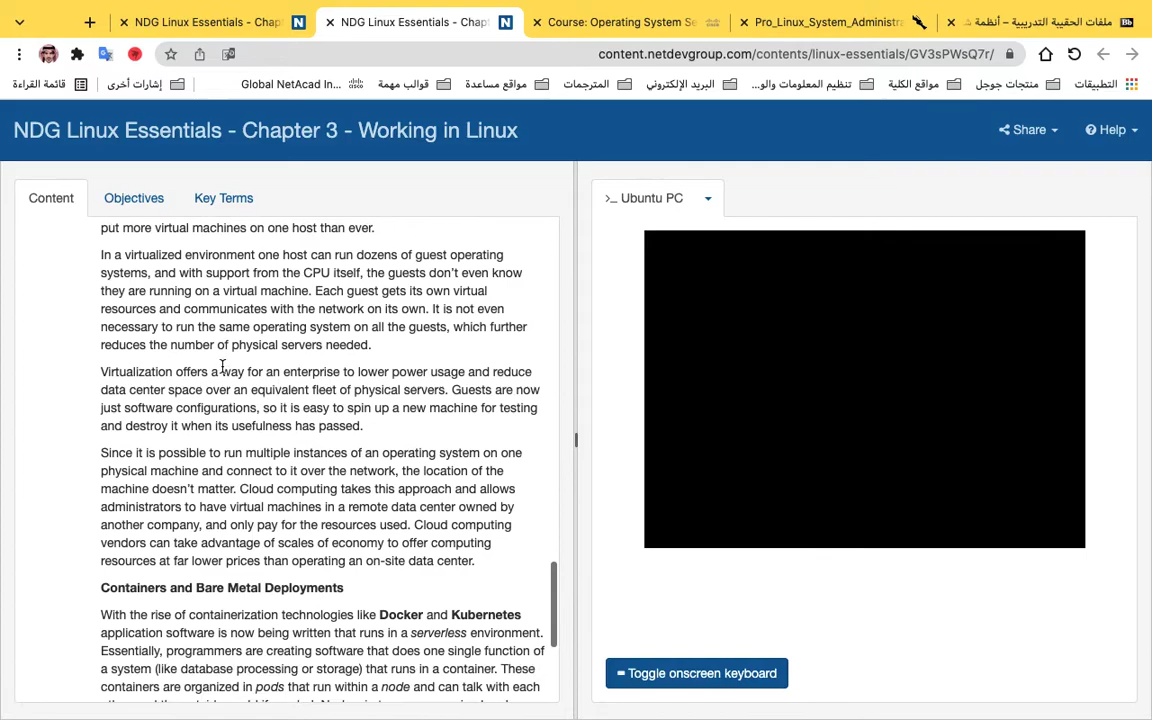 NDG Linux Essentials - Chap
NDG Linux Essentials - Chapt
Course: Operating System Se
Pro_Linux_System_Administra
ملفات الحقيبة التدريبية – أنظمة
Bb
content.netdevgroup.com/contents/linux-essentials/GV3sPWsQ7r/
قائمة القراءة
إشارات أخرى
Global NetAcad In...
قوالب مهمة
مواقع مساعدة
المترجمات
البريد الإلكتروني
تنظيم المعلومات والو...
مواقع الكلية
منتجات جوجل
التطبيقات
NDG Linux Essentials - Chapter 3 - Working in Linux
Share
Help
Content
Objectives
Key Terms
>_ Ubuntu PC
put more virtual machines on one host than ever.
In a virtualized environment one host can run dozens of guest operating
systems, and with support from the CPU itself, the guests don’t even know
they are running on a virtual machine. Each guest gets its own virtual
resources and communicates with the network on its own. It is not even
necessary to run the same operating system on all the guests, which further
reduces the number of physical servers needed.
Virtualization offers a way for an enterprise to lower power usage and reduce
data center space over an equivalent fleet of physical servers. Guests are now
just software configurations, so it is easy to spin up a new machine for testing
and destroy it when its usefulness has passed.
Since it is possible to run multiple instances of an operating system on one
physical machine and connect to it over the network, the location of the
machine doesn’t matter. Cloud computing takes this approach and allows
administrators to have virtual machines in a remote data center owned by
another company, and only pay for the resources used. Cloud computing
vendors can take advantage of scales of economy to offer computing
resources at far lower prices than operating an on-site data center.
Containers and Bare Metal Deployments
With the rise of containerization technologies like Docker and Kubernetes
application software is now being written that runs in a serverless environment.
Essentially, programmers are creating software that does one single function of
a system (like database processing or storage) that runs in a container. These
containers are organized in pods that run within a node and can talk with each
Toggle onscreen keyboard